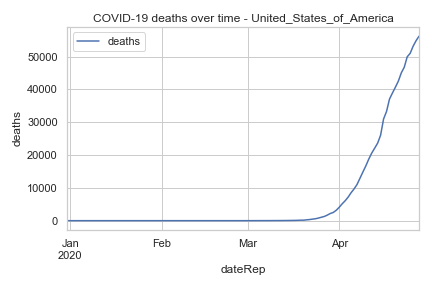 COVID-19 deaths over time - United_States_of_America
deaths
50000
40000
30000
20000
10000
0
deaths
Jan
2020
Feb
Mar
Apr
dateRep